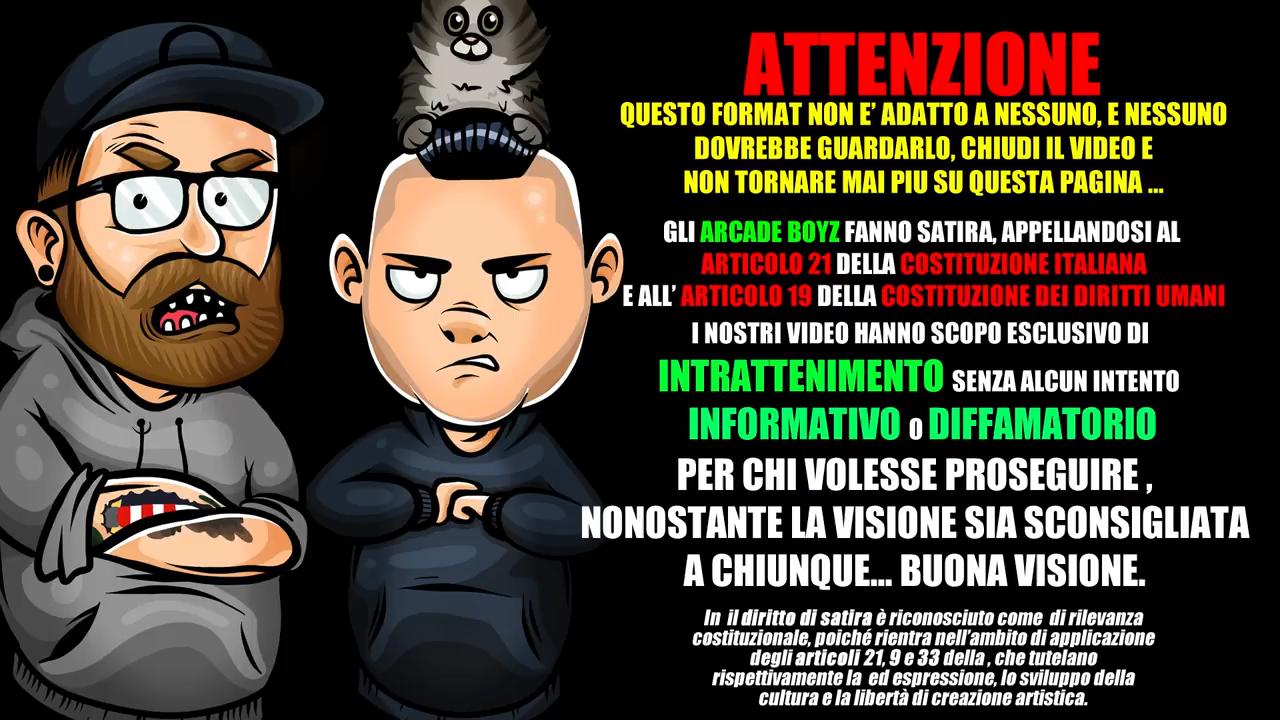 ATTENZIONE
QUESTO FORMAT NON E' ADATTO A NESSUNO, E NESSUNO
DOVREBBE GUARDARLO, CHIUDI IL VIDEO E
NON TORNARE MAI PIU SU QUESTA PAGINA ...
GLI ARCADE BOYZ FANNO SATIRA, APPELLANDOSI AL
ARTICOLO 21 DELLA COSTITUZIONE ITALIANA
E ALL' ARTICOLO 19 DELLA COSTITUZIONE DEI DIRITTI UMANI
I NOSTRI VIDEO HANNO SCOPO ESCLUSIVO DI
INTRATTENIMENTO SENZA ALCUN INTENTO
INFORMATIVO O DIFFAMATORIO
PER CHI VOLESSE PROSEGUIRE ,
NONOSTANTE LA VISIONE SIA SCONSIGLIATA
A CHIUNQUE... BUONA VISIONE.
In il diritto di satira è riconosciuto come di rilevanza
costituzionale, poiché rientra nell'ambito di applicazione
degli articoli 21, 9 e 33 della , che tutelano
rispettivamente la ed espressione, lo sviluppo della
cultura e la libertà di creazione artistica.